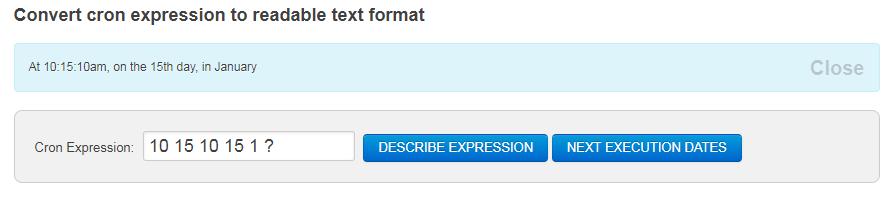 Convert cron expression to readable text format
At 10:15:10am, on the 15th day, in January
Close
Cron Expression: 10 15 10 15 1 ? DESCRIBE EXPRESSION NEXT EXECUTION DATES